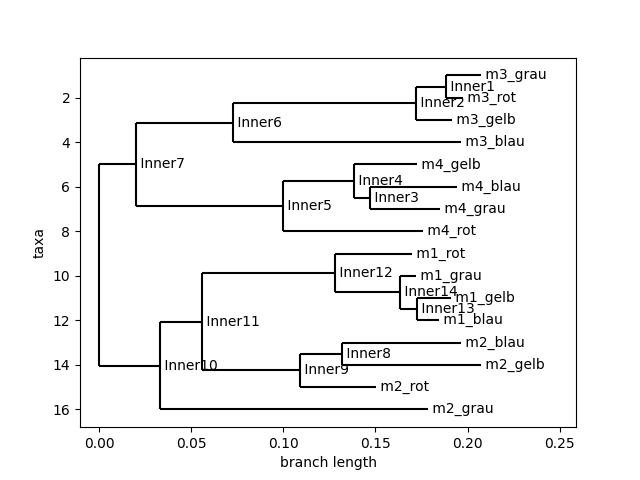 m3_grau
Inner1
m3_rot
Inner2
m3_gelb
Inner6
m3_blau
Inner7
m4_gelb
Inner4
m4_blau
Inner3
Inner5
m4_grau
m4_rot
m1_rot
Inner12
m1_grau
Inner14
m1_gelb
Inner13
Inner11
m1_blau
m2_blau
Inner8
Inner10
m2_gelb
Inner9
m2_rot
m2_grau
2
4
6
8
10
12
14
16
taxa
0.00 0.05 0.10 0.15 0.20 0.25
branch length